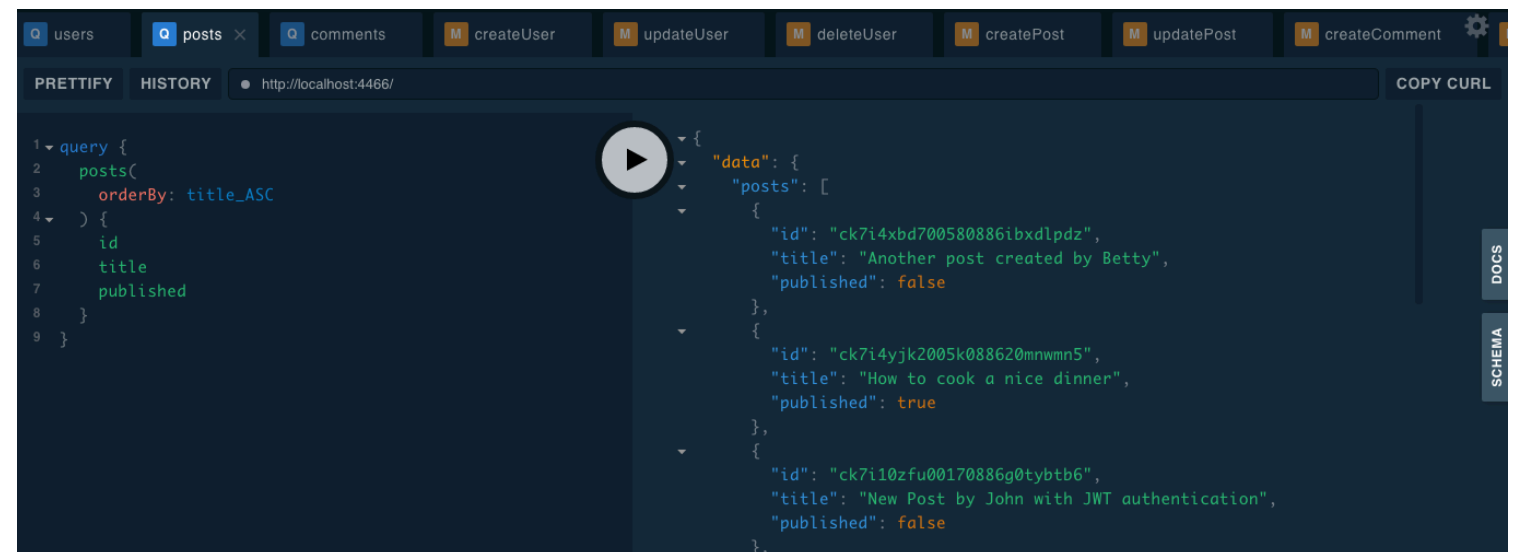 Q users Q posts × Q comments M createUser M updateUser M deleteUser M createPost M updatePost M createComment
PRETTIFY HISTORY http://localhost:4466/ COPY CURL
1 query {
2 posts(
3 orderBy: title_ASC
4 ) {
5 id
6 title
7 published
8 }
9 }
{
"data": {
"posts": [
{
"id": "ck7i4xbd700580886ibxdlpdz",
"title": "Another post created by Betty",
"published": false
},
{
"id": "ck7i4yjk2005k088620mnwmn5",
"title": "How to cook a nice dinner",
"published": true
},
{
"id": "ck7i10zfu00170886g0tybtb6",
"title": "New Post by John with JWT authentication",
"published": false
},
DOCS
SCHEMA